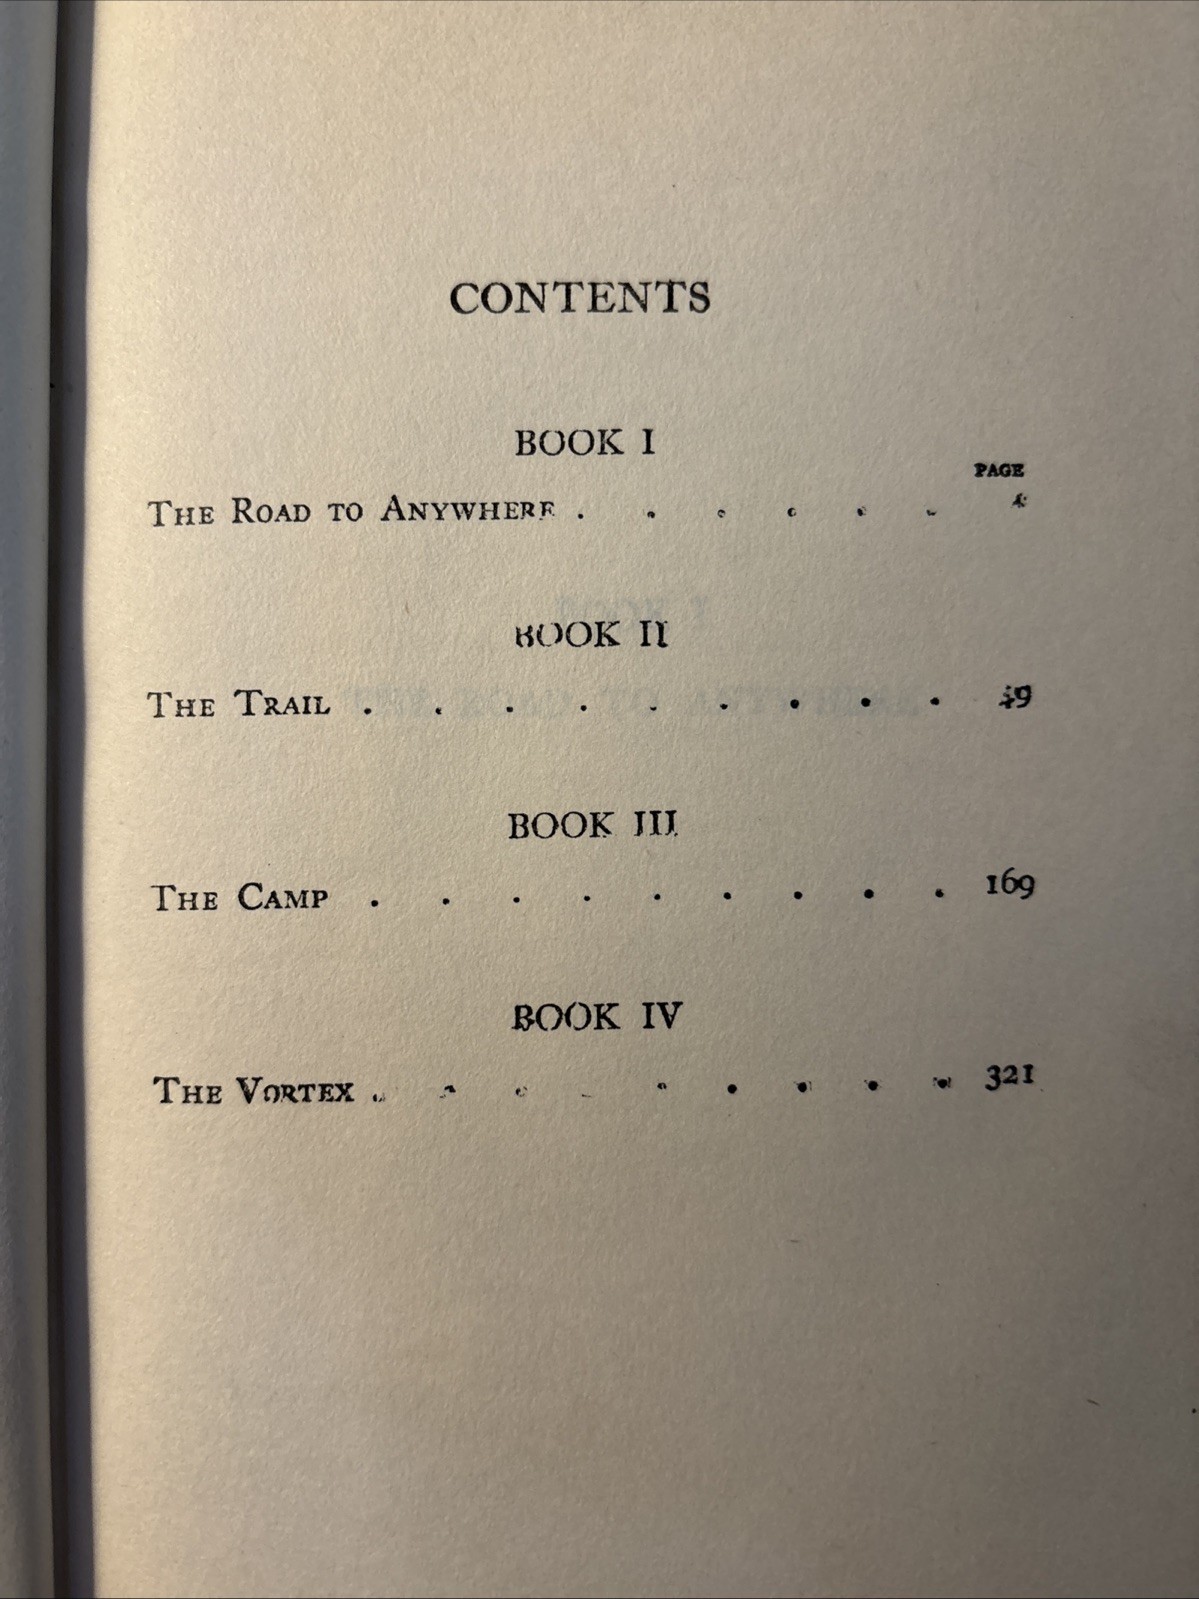 CONTENTS
BOOK I
PAGE
THE ROAD TO ANYWHERE . . . . . .
BOOK II
THE TRAIL . . . . . . . . . 49
BOOK III
THE CAMP . . . . . . . . . 169
BOOK IV
THE VORTEX . . . . . . . . . 321